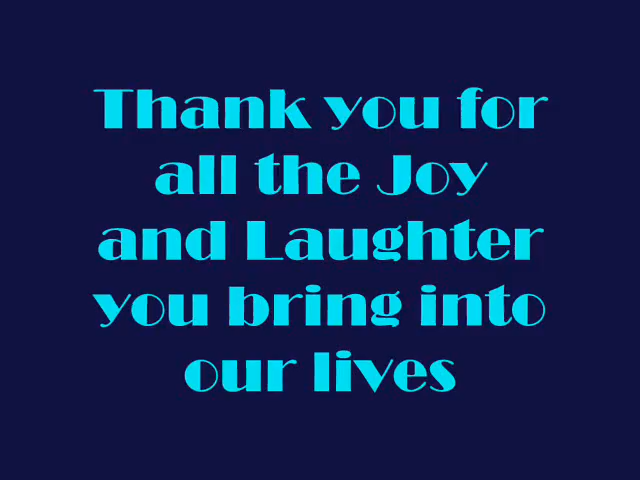 Thank you for
all the Joy
and Laughter
you bring into
our lives